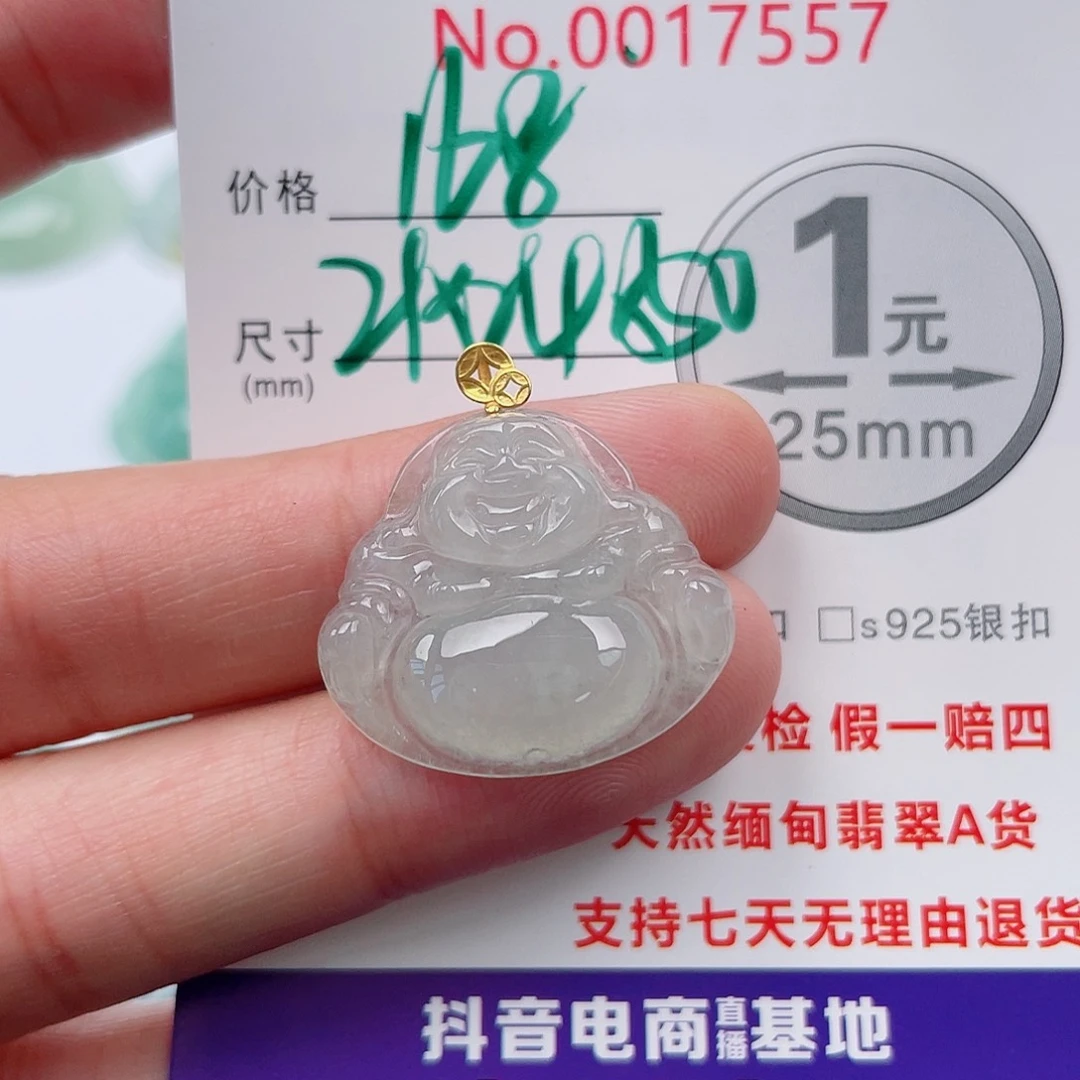 No.0017557
价格 168
尺寸
(mm)
1元
25mm
扣 □s925银扣
检 假一赔四
天然缅甸翡翠A货
支持七天无理由退货
抖音电商直播基地